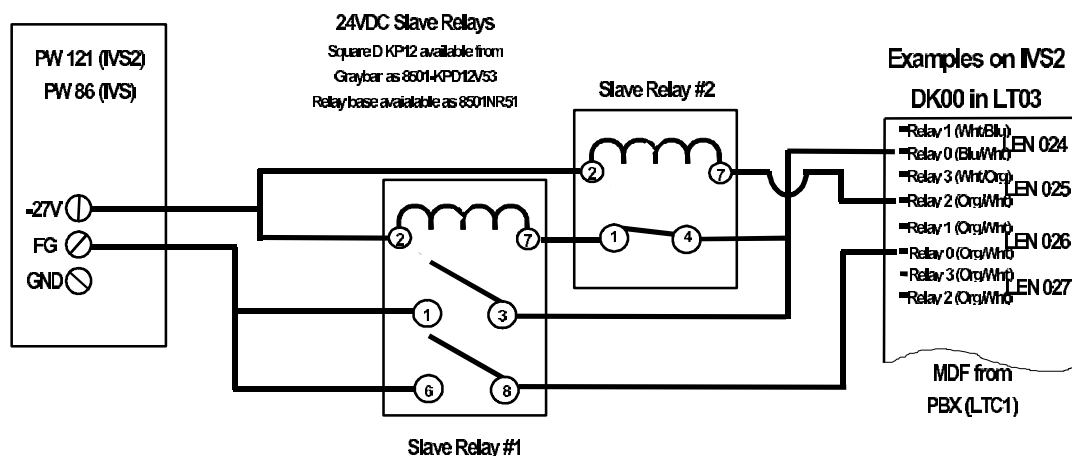 24VDC Slave Relays
Square D KP12 available from
Graybar as 8501-KPD12V53
Relay base avaialable as 8501NR51
PW 121 (IVS2)
PW 86 (IVS)
-27V
FG
GND
Slave Relay #2
2
7
1
4
2
7
1
3
6
8
Slave Relay #1
Examples on IVS2
DK00 in LT03
Relay 1 (Wht/Blu)
LEN 024
Relay 0 (Blu/Wht)
Relay 3 (Wht/Org)
LEN 025
Relay 2 (Org/Wht)
Relay 1 (Org/Wht)
LEN 026
Relay 0 (Org/Wht)
Relay 3 (Org/Wht)
LEN 027
Relay 2 (Org/Wht)
MDF from
PBX (LTC1)